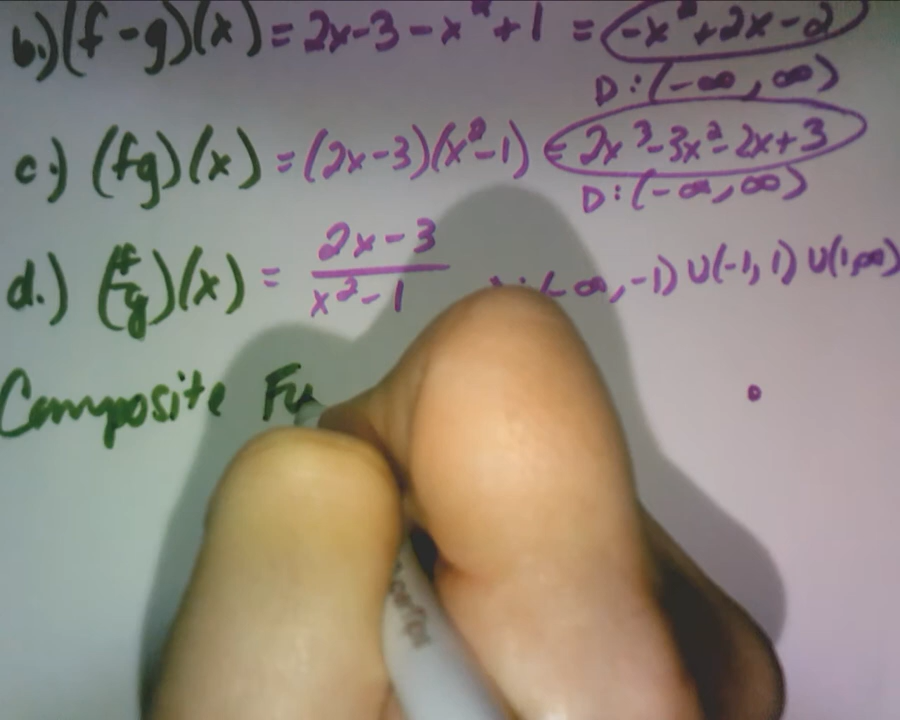 b.) (f-g)(x) = 2x-3-x²+1 = -x²+2x-2
D: (-∞, ∞)
c.) (fg)(x) = (2x-3)(x²-1) = 2x³-3x²-2x+3
D: (-∞, ∞)
d.) (f/g)(x) = (2x-3)/(x²-1) D: (-∞, -1) ∪ (-1, 1) ∪ (1, ∞)
Composite Fu